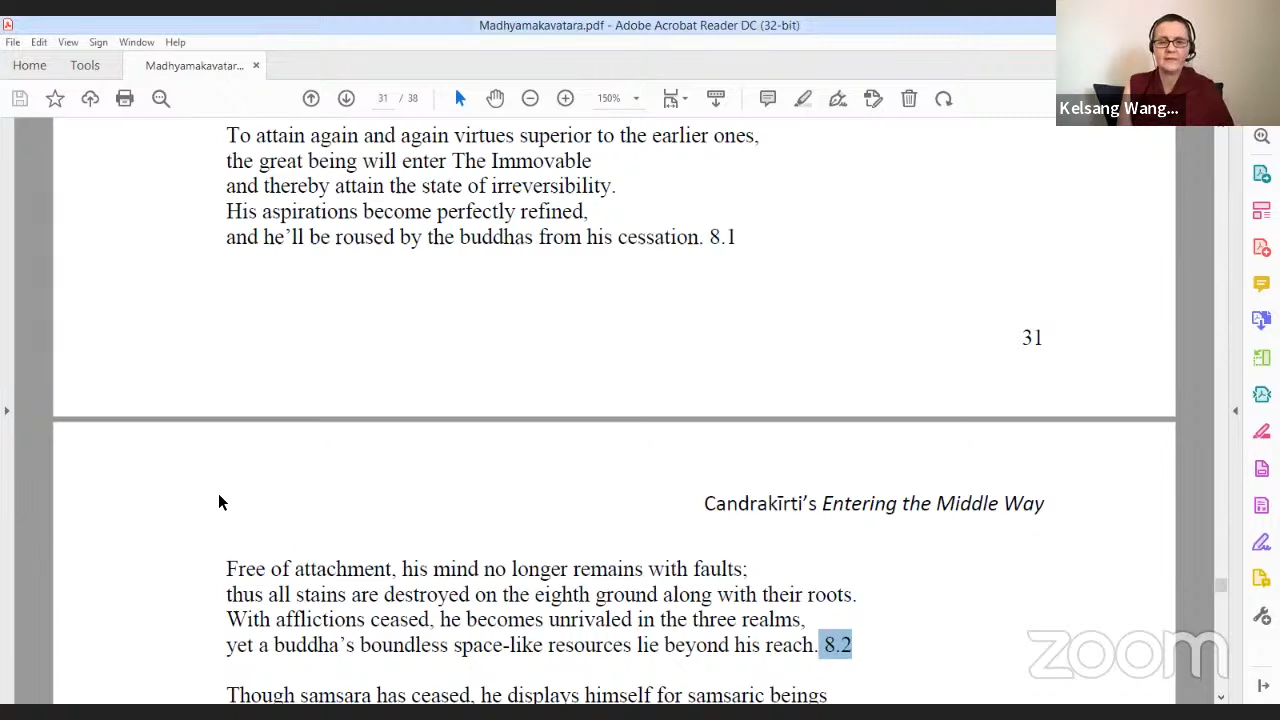 Madhyamakavatara.pdf - Adobe Acrobat Reader DC (32-bit)
File Edit View Sign Window Help
Home Tools Madhyamakavatar... ×
31 / 38 150%
Kelsang Wang...
To attain again and again virtues superior to the earlier ones,
the great being will enter The Immovable
and thereby attain the state of irreversibility.
His aspirations become perfectly refined,
and he’ll be roused by the buddhas from his cessation. 8.1
31
Candrakīrti’s Entering the Middle Way
Free of attachment, his mind no longer remains with faults;
thus all stains are destroyed on the eighth ground along with their roots.
With afflictions ceased, he becomes unrivaled in the three realms,
yet a buddha’s boundless space-like resources lie beyond his reach. 8.2
zoom
Though samsara has ceased, he displays himself for samsaric beings